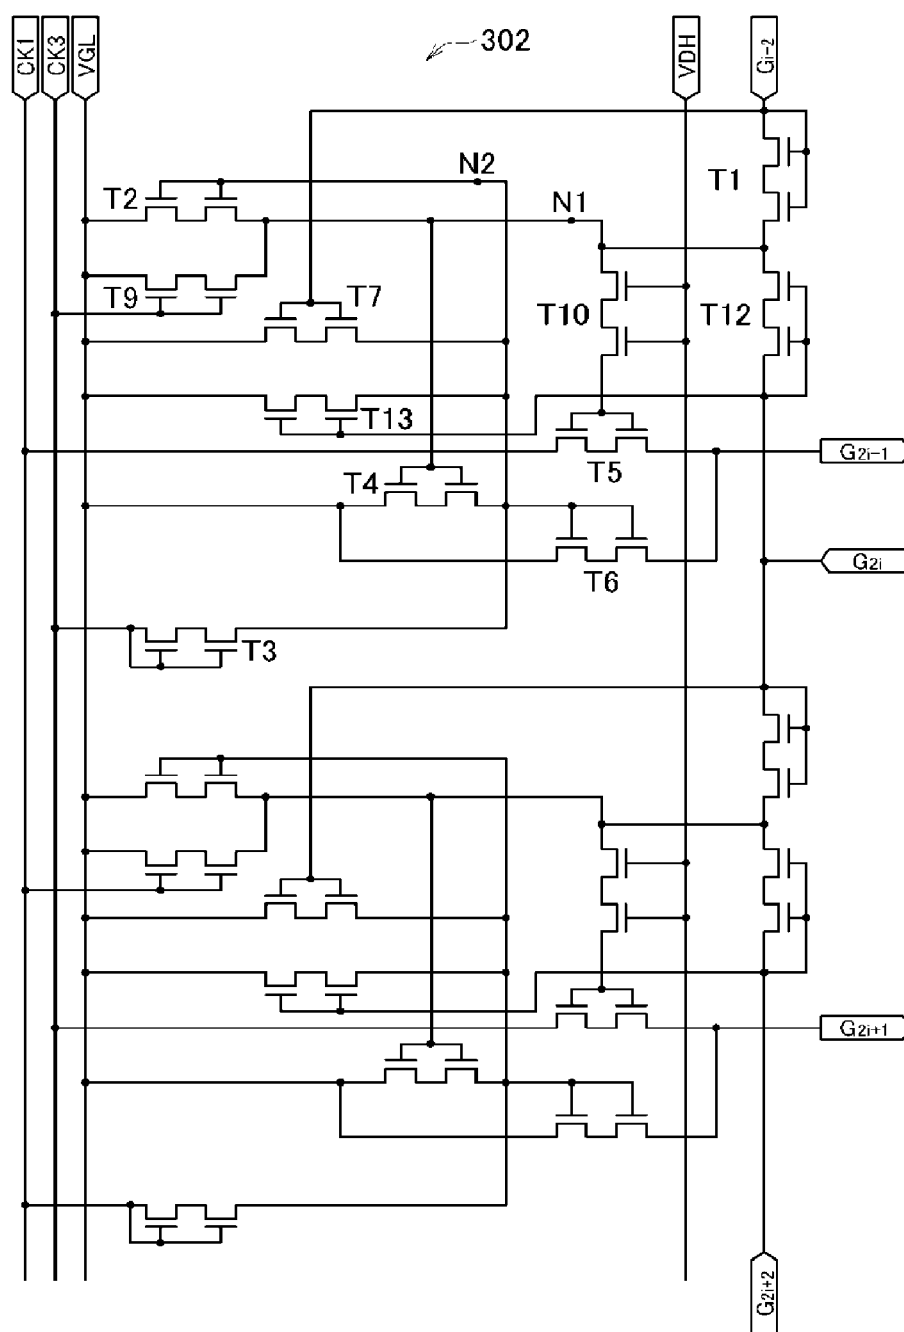 CK1
CK3
VGL
302
VDH
Gi-2
T1
N2
T2
N1
T9
T7
T10
T12
T13
G2i-1
T4
T5
G2i
T6
T3
G2i+1
G2i+2